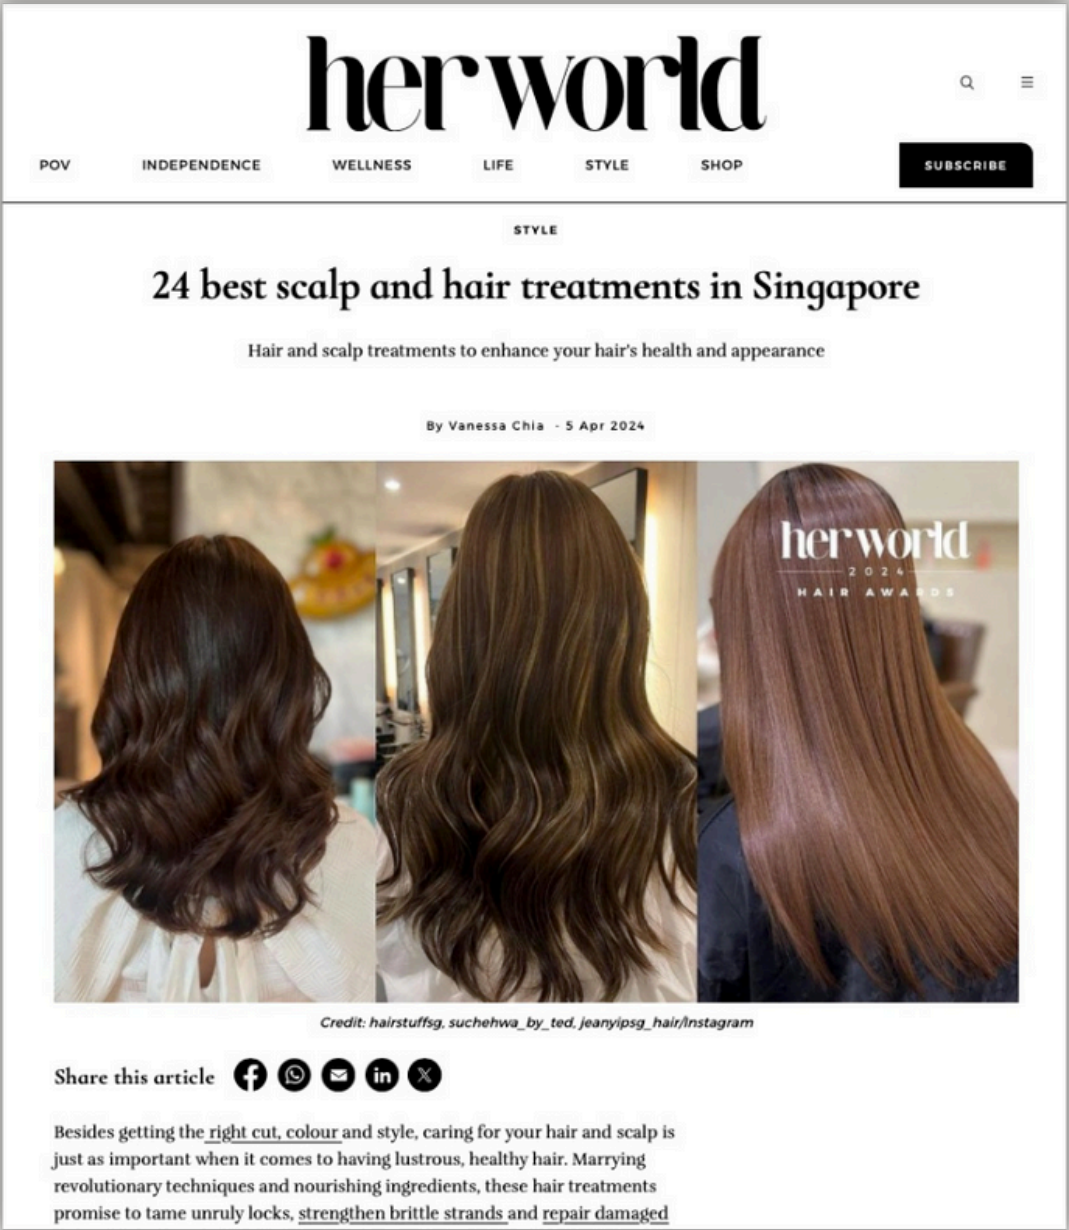 her world
POV INDEPENDENCE WELLNESS LIFE STYLE SHOP SUBSCRIBE
STYLE
24 best scalp and hair treatments in Singapore
Hair and scalp treatments to enhance your hair's health and appearance
By Vanessa Chia - 5 Apr 2024
her world
2024
HAIR AWARDS
Credit: hairstuffsg, suchehwa_by_ted, jeanyipsg_hair/Instagram
Share this article
Besides getting the right cut, colour and style, caring for your hair and scalp is
just as important when it comes to having lustrous, healthy hair. Marrying
revolutionary techniques and nourishing ingredients, these hair treatments
promise to tame unruly locks, strengthen brittle strands and repair damaged